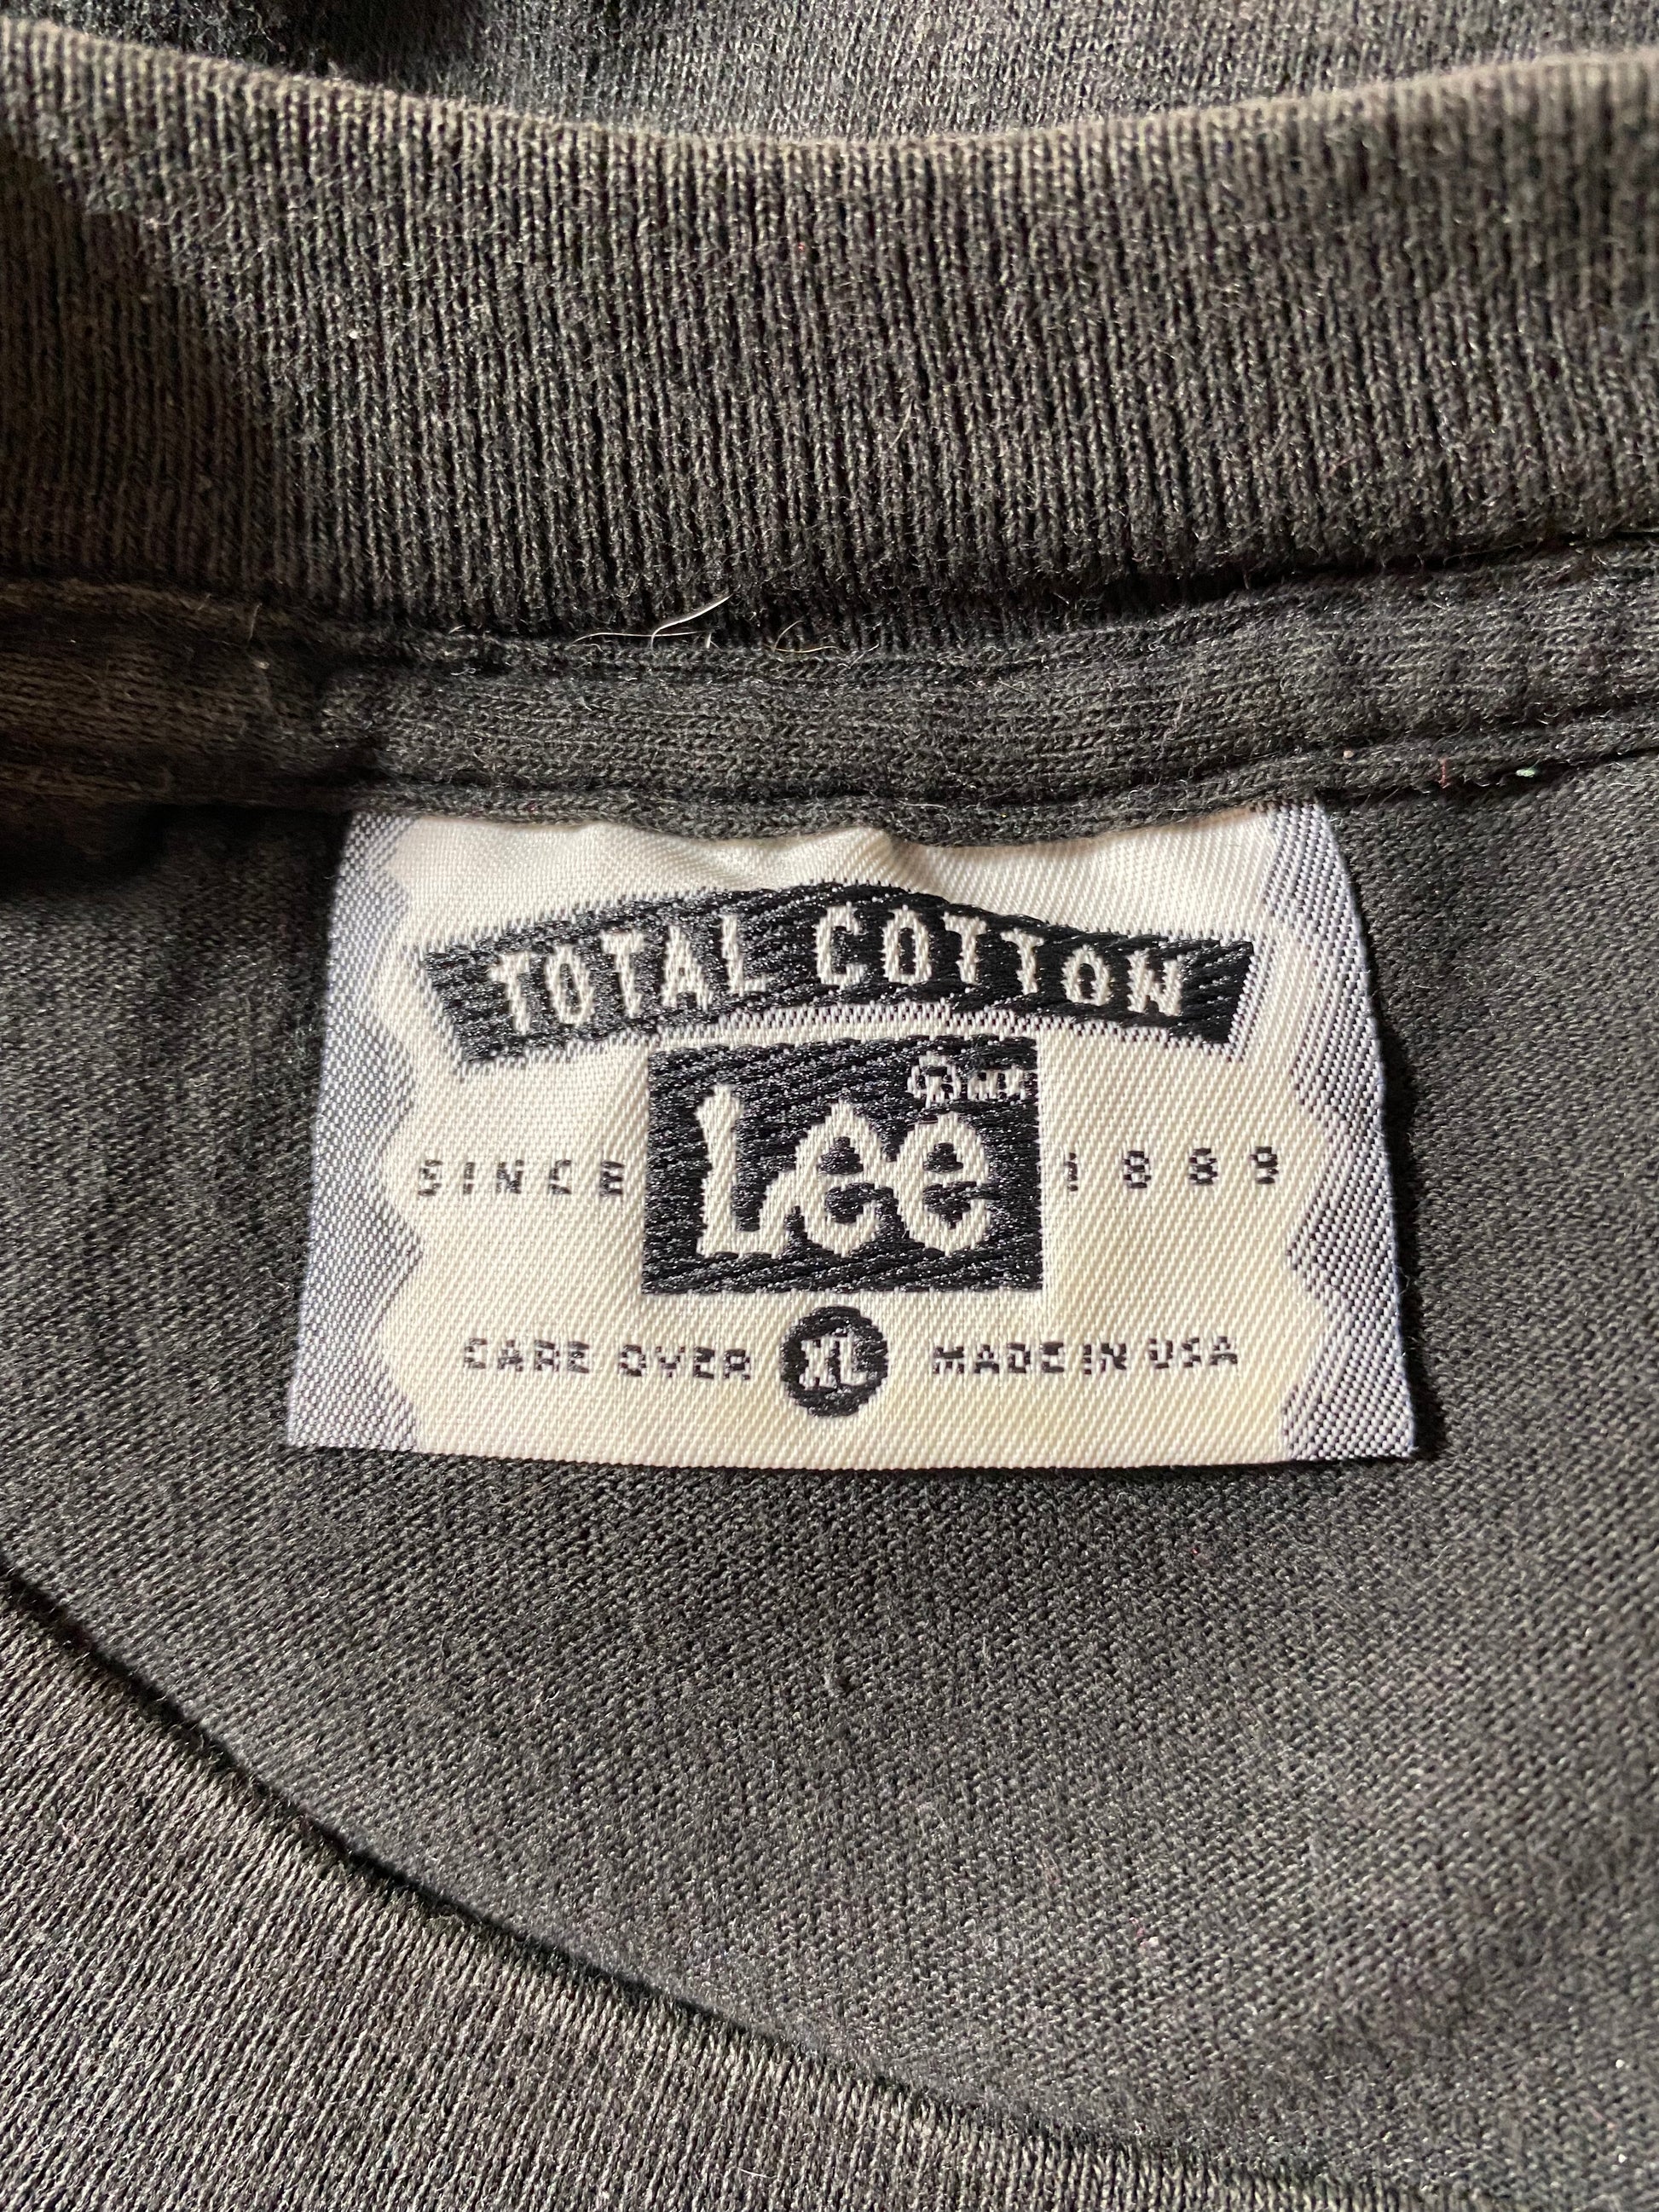 TOTAL COTTON
Lee ®
SINCE 1889
CARE OVER XL MADE IN USA